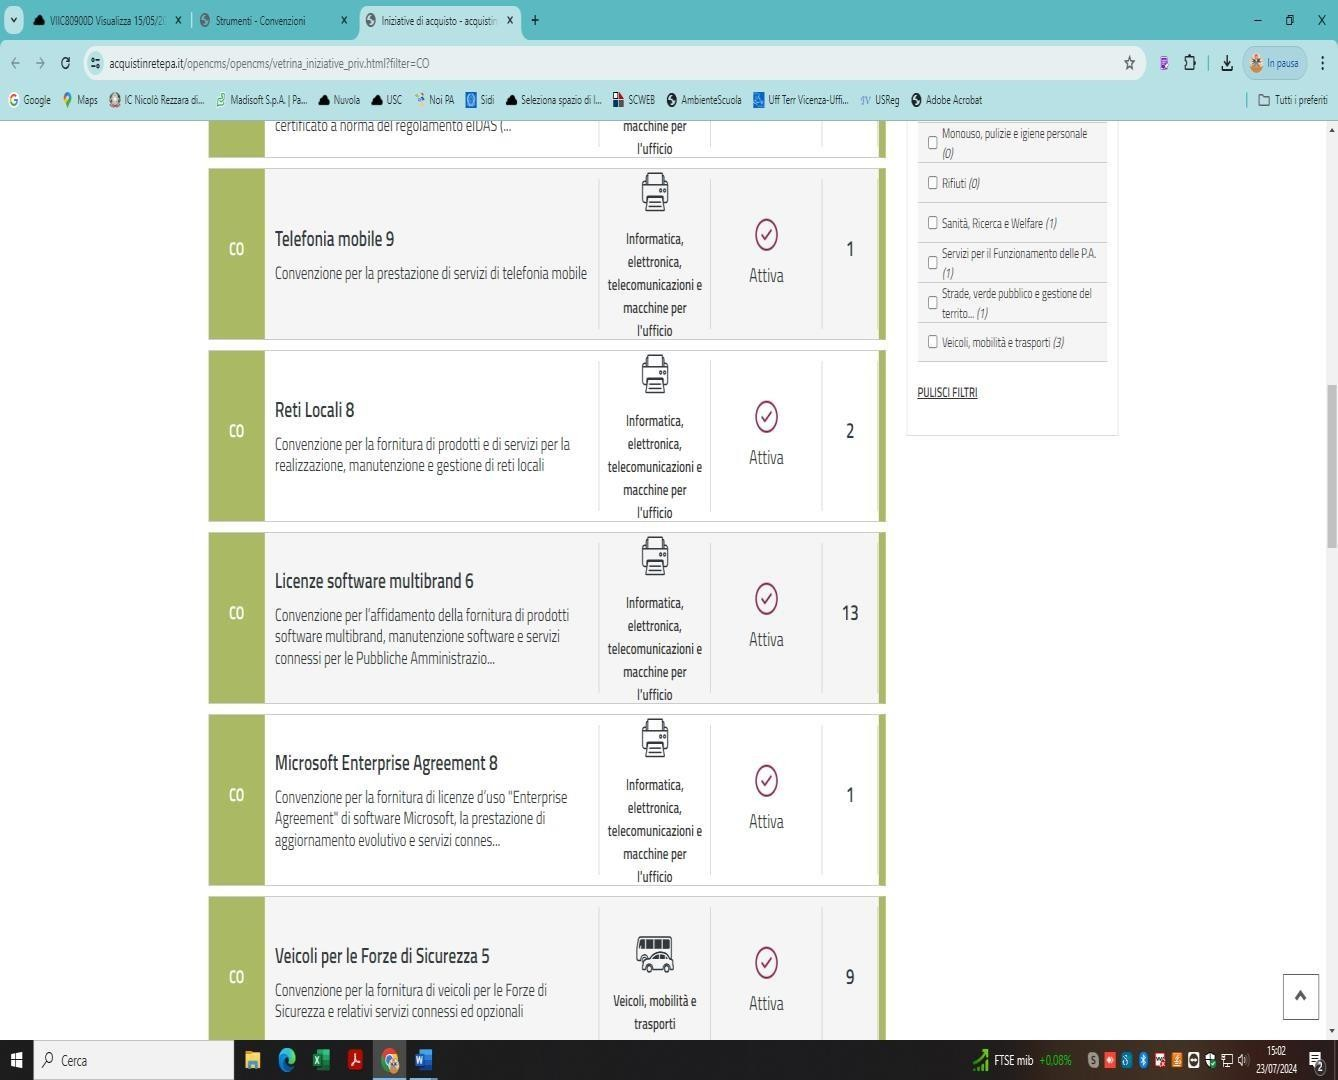 VIIC80900D Visualizza 15/05/2
Strumenti - Convenzioni
Iniziative di acquisto - acquistin
acquistinretepa.it/opencms/opencms/vetrina_iniziative_priv.html?filter=CO
In pausa
Google
Maps
IC Nicolò Rezzara di...
Madisoft S.p.A. | Pa...
Nuvola
USC
Noi PA
Sidi
Seleziona spazio di l...
SCWEB
AmbienteScuola
Uff Terr Vicenza-Uffi...
USReg
Adobe Acrobat
Tutti i preferiti
certificato a norma del regolamento eIDAS (...
macchine per
l'ufficio
CO
Telefonia mobile 9
Convenzione per la prestazione di servizi di telefonia mobile
Informatica,
elettronica,
telecomunicazioni e
macchine per
l'ufficio
Attiva
1
CO
Reti Locali 8
Convenzione per la fornitura di prodotti e di servizi per la
realizzazione, manutenzione e gestione di reti locali
Informatica,
elettronica,
telecomunicazioni e
macchine per
l'ufficio
Attiva
2
CO
Licenze software multibrand 6
Convenzione per l'affidamento della fornitura di prodotti
software multibrand, manutenzione software e servizi
connessi per le Pubbliche Amministrazio...
Informatica,
elettronica,
telecomunicazioni e
macchine per
l'ufficio
Attiva
13
CO
Microsoft Enterprise Agreement 8
Convenzione per la fornitura di licenze d'uso "Enterprise
Agreement" di software Microsoft, la prestazione di
aggiornamento evolutivo e servizi connes...
Informatica,
elettronica,
telecomunicazioni e
macchine per
l'ufficio
Attiva
1
CO
Veicoli per le Forze di Sicurezza 5
Convenzione per la fornitura di veicoli per le Forze di
Sicurezza e relativi servizi connessi ed opzionali
Veicoli, mobilità e
trasporti
Attiva
9
Monouso, pulizie e igiene personale
(0)
Rifiuti (0)
Sanità, Ricerca e Welfare (1)
Servizi per il Funzionamento delle P.A.
(1)
Strade, verde pubblico e gestione del
territo... (1)
Veicoli, mobilità e trasporti (3)
PULISCI FILTRI
Cerca
FTSE mib +0,08%
15:02
23/07/2024
2